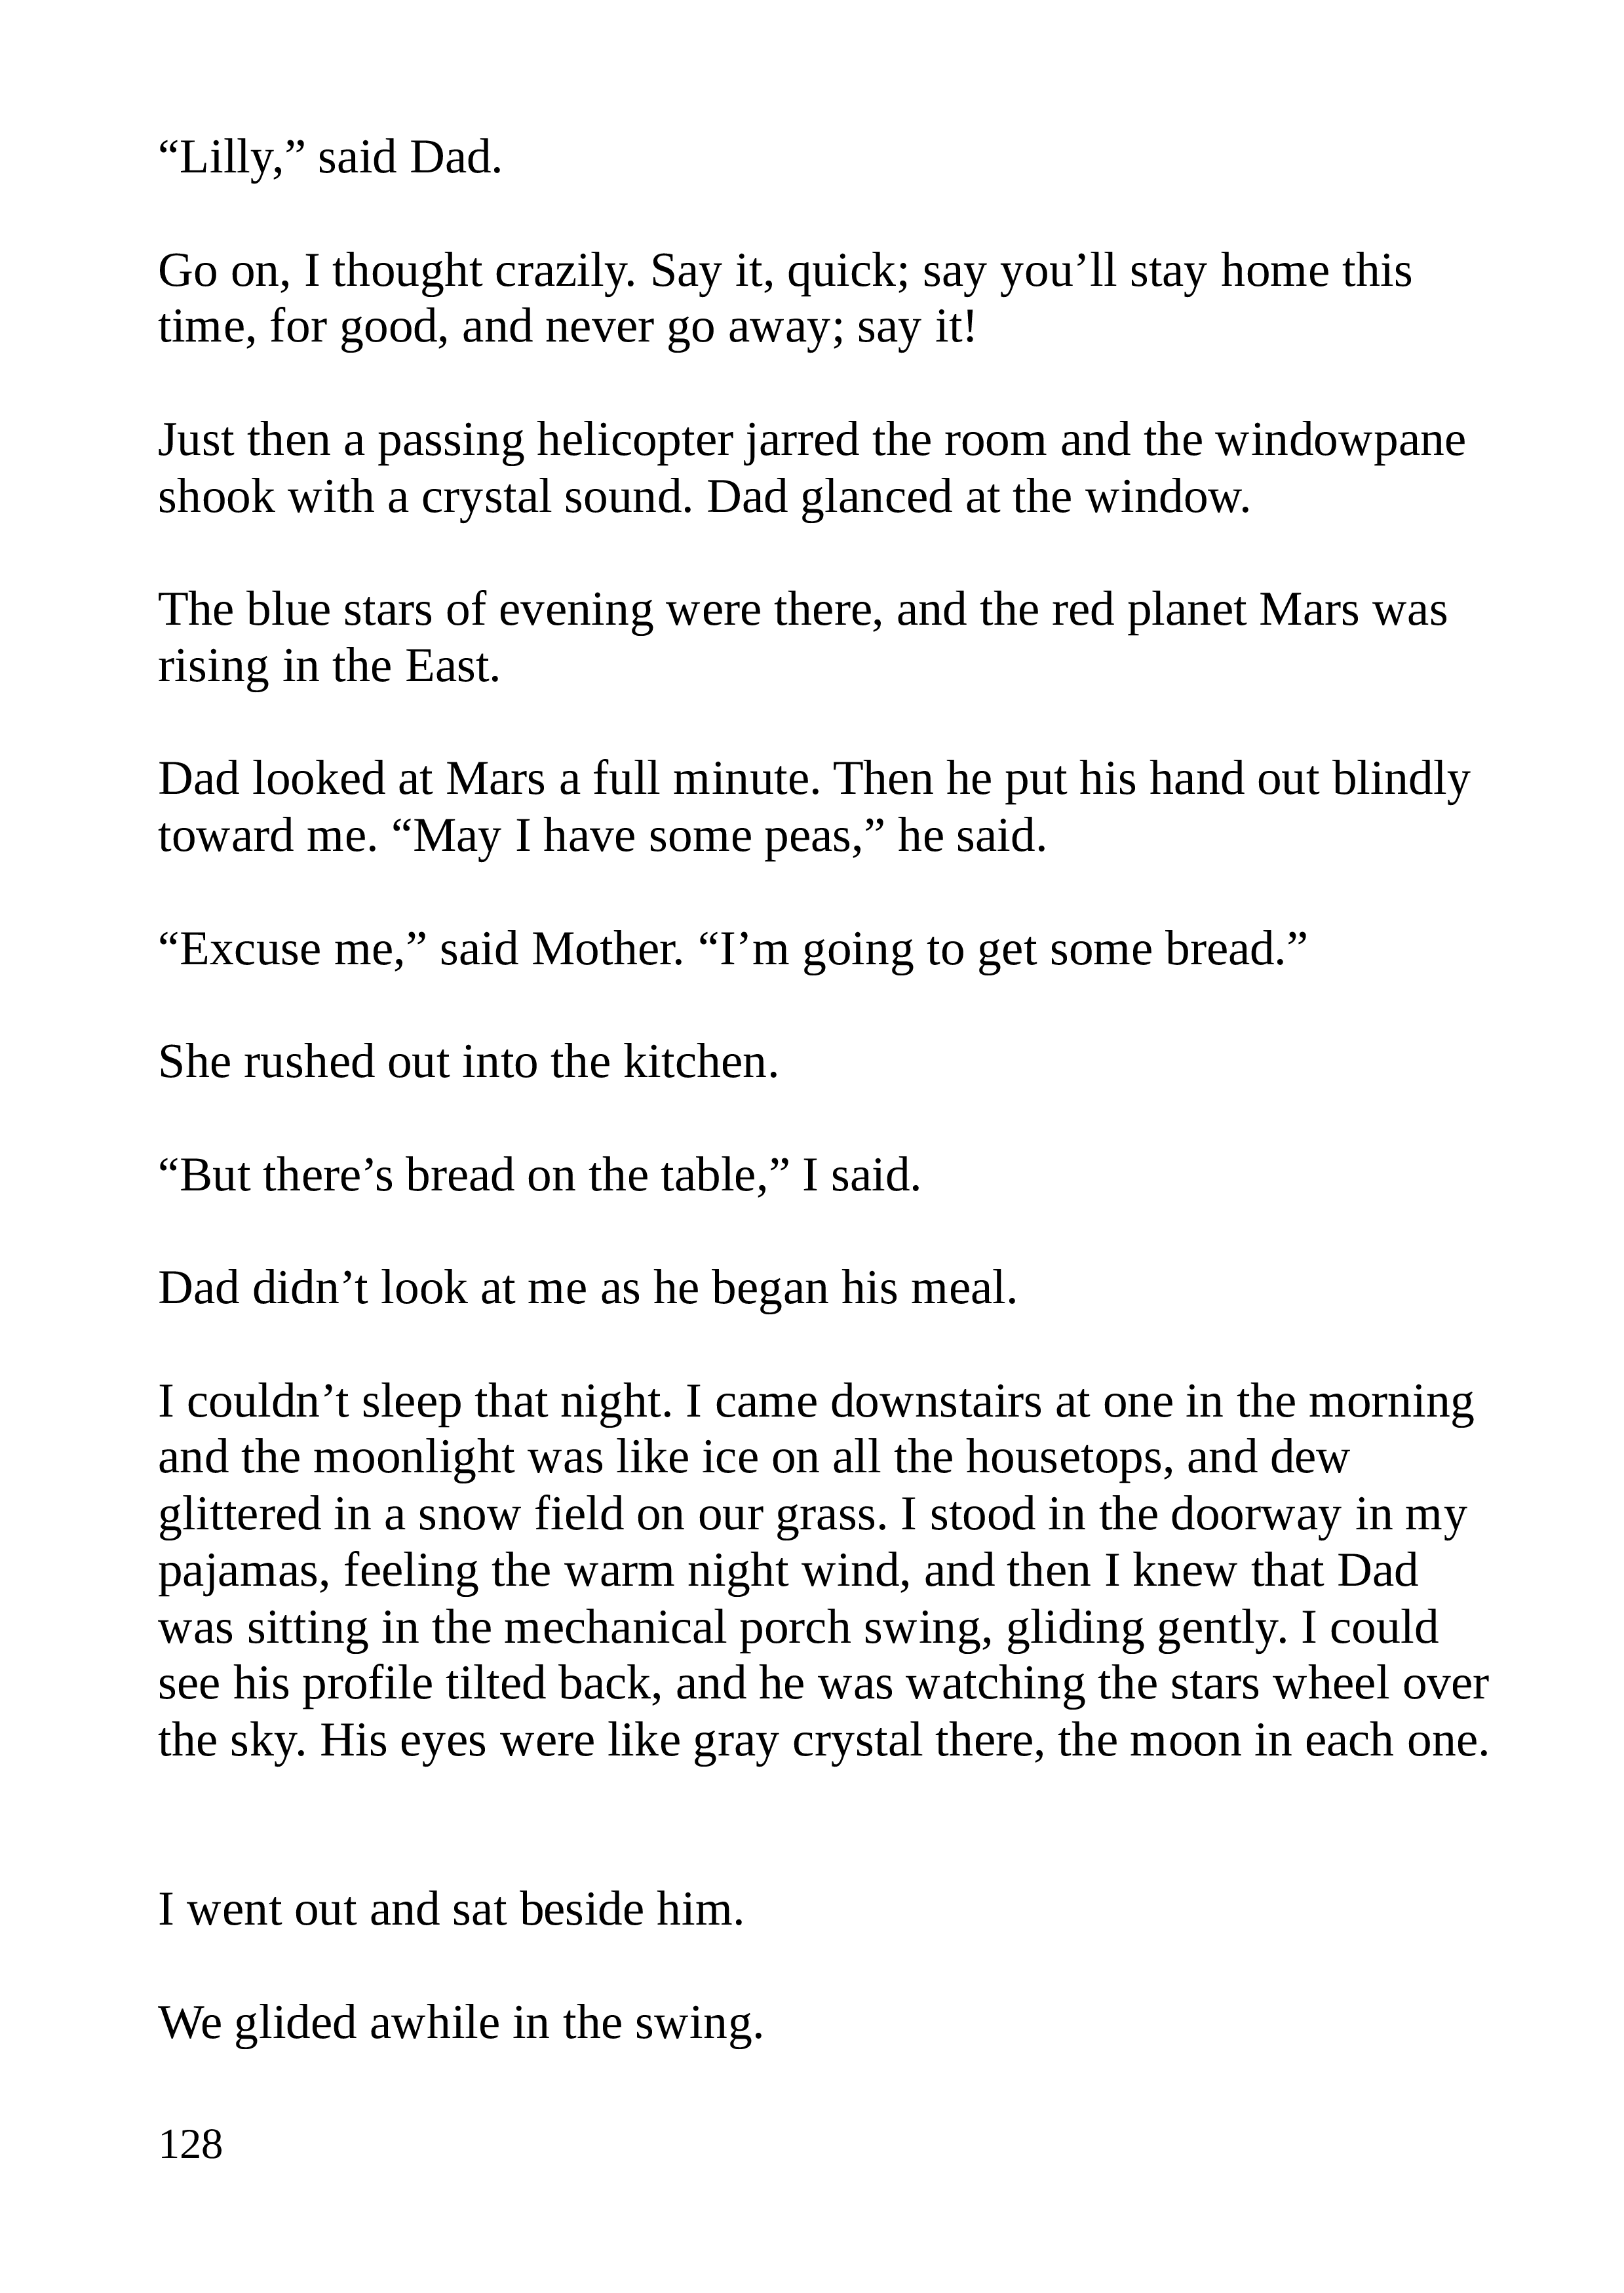 “Lilly,” said Dad.
Go on, I thought crazily. Say it, quick; say you’ll stay home this
time, for good, and never go away; say it!
Just then a passing helicopter jarred the room and the windowpane
shook with a crystal sound. Dad glanced at the window.
The blue stars of evening were there, and the red planet Mars was
rising in the East.
Dad looked at Mars a full minute. Then he put his hand out blindly
toward me. “May I have some peas,” he said.
“Excuse me,” said Mother. “I’m going to get some bread.”
She rushed out into the kitchen.
“But there’s bread on the table,” I said.
Dad didn’t look at me as he began his meal.
I couldn’t sleep that night. I came downstairs at one in the morning
and the moonlight was like ice on all the housetops, and dew
glittered in a snow field on our grass. I stood in the doorway in my
pajamas, feeling the warm night wind, and then I knew that Dad
was sitting in the mechanical porch swing, gliding gently. I could
see his profile tilted back, and he was watching the stars wheel over
the sky. His eyes were like gray crystal there, the moon in each one.
I went out and sat beside him.
We glided awhile in the swing.
128